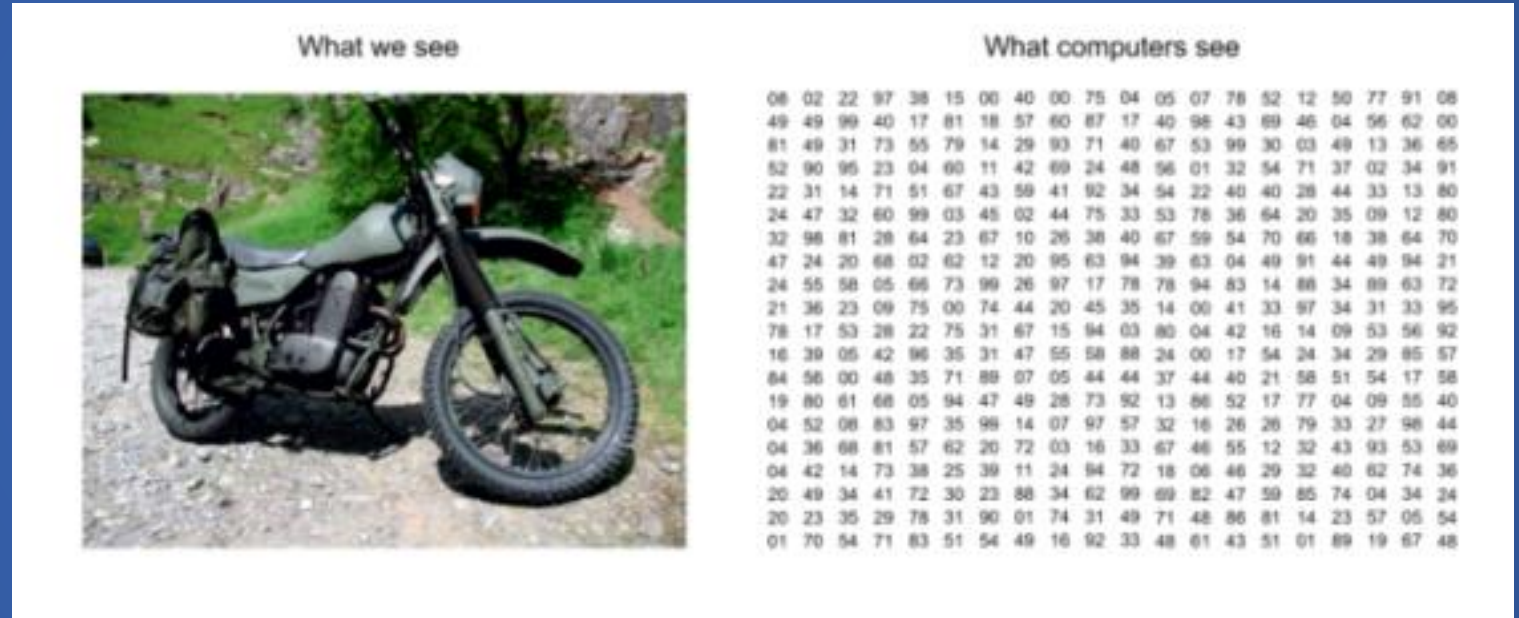 What we see
What computers see
08 02 22 97 38 15 00 40 00 75 04 05 07 78 52 12 50 77 91 08
49 49 99 40 17 81 18 57 60 87 17 40 98 43 69 46 04 56 62 00
81 49 31 73 55 79 14 29 93 71 40 67 53 99 30 03 49 13 36 65
52 90 95 23 04 60 11 42 69 24 48 56 01 32 54 71 37 02 34 91
22 31 14 71 51 67 43 59 41 92 34 54 22 40 40 28 44 33 13 80
24 47 32 60 99 03 45 02 44 75 33 53 78 36 64 20 35 09 12 80
32 98 81 28 64 23 67 10 26 38 40 67 59 54 70 66 18 38 64 70
47 24 20 68 02 62 12 20 95 63 94 39 63 04 49 91 44 49 94 21
24 55 58 05 66 73 99 26 97 17 78 78 94 83 14 88 34 89 63 72
21 36 23 09 75 00 74 44 20 45 35 14 00 41 33 97 34 31 33 95
78 17 53 28 22 75 31 67 15 94 03 80 04 42 16 14 09 53 56 92
16 39 05 42 96 35 31 47 55 58 88 24 00 17 54 24 34 29 85 57
84 56 00 48 35 71 89 07 05 44 44 37 44 40 21 58 51 54 17 58
19 80 61 68 05 94 47 49 28 73 92 13 86 52 17 77 04 09 55 40
04 52 08 83 97 35 99 14 07 97 57 32 16 26 26 79 33 27 98 44
04 36 68 81 57 62 20 72 03 16 33 67 46 55 12 32 43 93 53 69
04 42 14 73 38 25 39 11 24 94 72 18 06 46 29 32 40 62 74 36
20 49 34 41 72 30 23 88 34 62 99 69 82 47 59 85 74 04 34 24
20 23 35 29 78 31 90 01 74 31 49 71 48 86 81 14 23 57 05 54
01 70 54 71 83 51 54 49 16 92 33 48 61 43 51 01 89 19 67 48